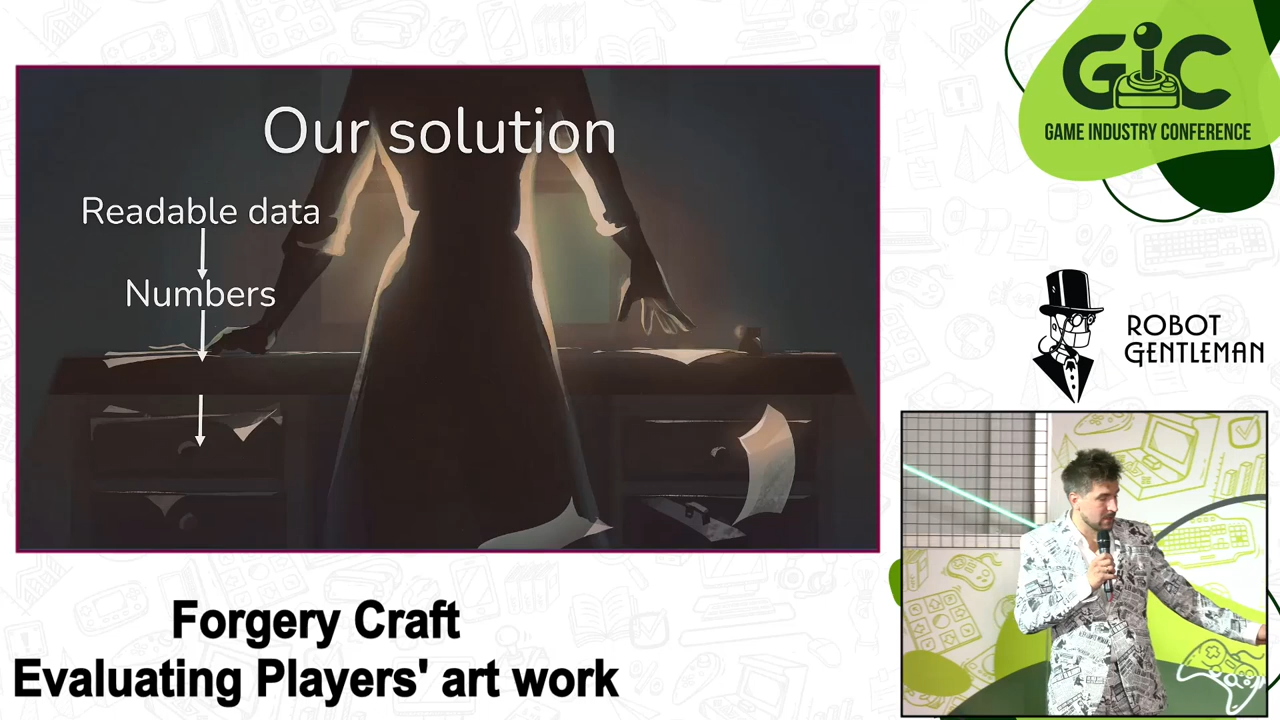 Our solution
Readable data
Numbers
GIC
GAME INDUSTRY CONFERENCE
ROBOT
GENTLEMAN
Forgery Craft
Evaluating Players' art work